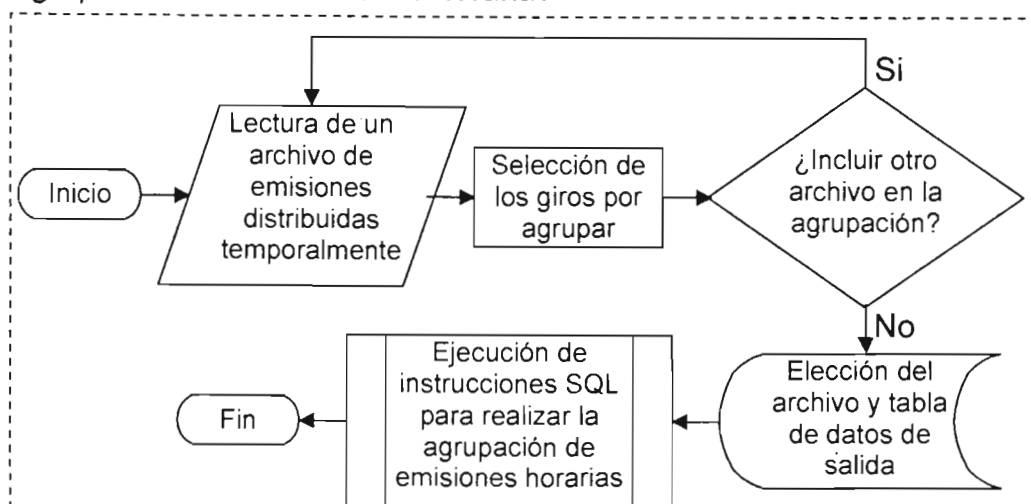 Inicio
Lectura de un
archivo de
emisiones
distribuidas
temporalmente
Selección de
los giros por
agrupar
¿Incluir otro
archivo en la
agrupación?
Si
No
Elección del
archivo y tabla
de datos de
salida
Ejecución de
instrucciones SQL
para realizar la
agrupación de
emisiones horarias
Fin